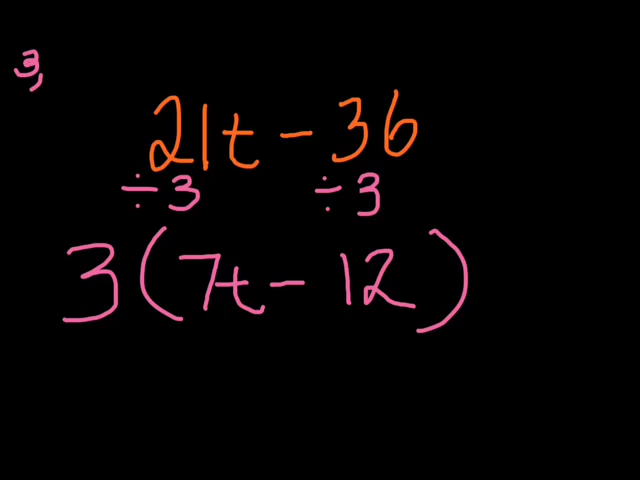 3,
21t - 36
÷3 ÷3
3(7t - 12)